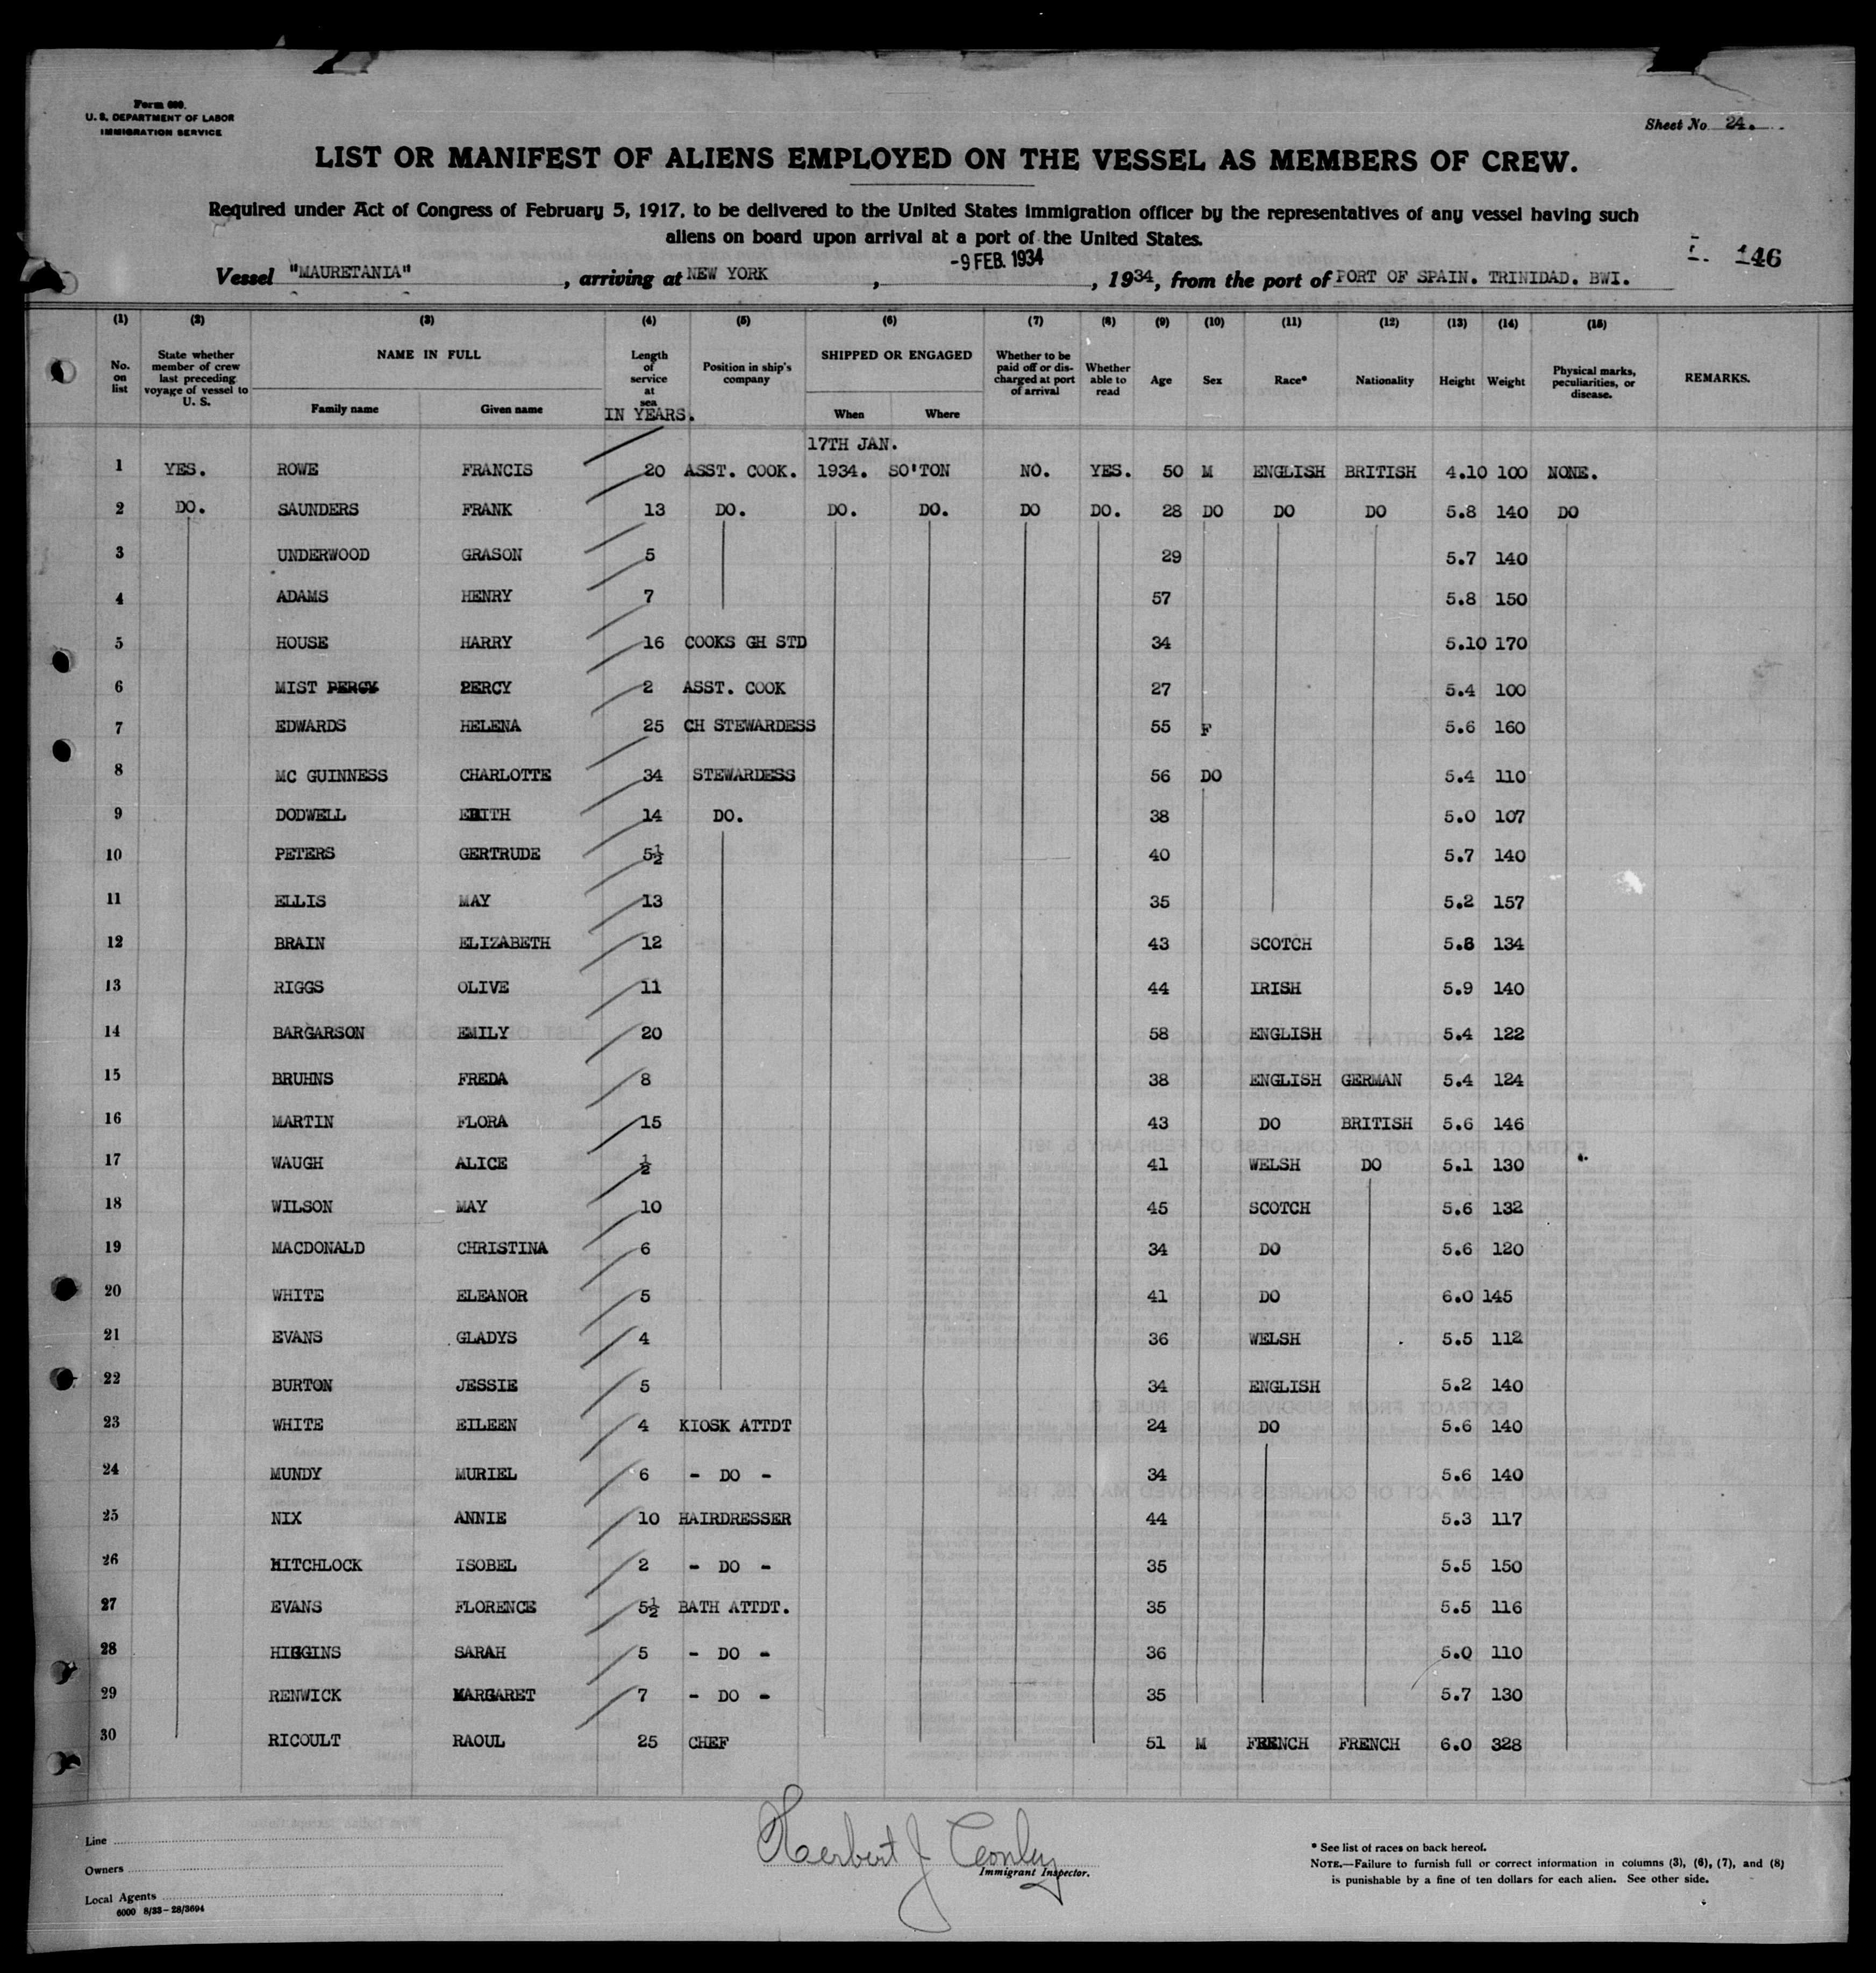 Form 689.
U. S. DEPARTMENT OF LABOR
IMMIGRATION SERVICE
Sheet No 24.
LIST OR MANIFEST OF ALIENS EMPLOYED ON THE VESSEL AS MEMBERS OF CREW.
Required under Act of Congress of February 5, 1917, to be delivered to the United States immigration officer by the representatives of any vessel having such
aliens on board upon arrival at a port of the United States.
146
-9 FEB. 1934
Vessel "MAURETANIA", arriving at NEW YORK, , 1934, from the port of PORT OF SPAIN. TRINIDAD. BWI.
(1) (2) (3) (4) (5) (6) (7) (8) (9) (10) (11) (12) (13) (14) (15)
No. on list State whether member of crew last preceding voyage of vessel to U. S. NAME IN FULL Family name Given name Length of service at sea IN YEARS. Position in ship's company SHIPPED OR ENGAGED When Where Whether to be paid off or discharged at port of arrival Whether able to read Age Sex Race* Nationality Height Weight Physical marks, peculiarities, or disease. REMARKS.
17TH JAN.
1 YES. ROWE FRANCIS 20 ASST. COOK. 1934. SO'TON NO. YES. 50 M ENGLISH BRITISH 4.10 100 NONE.
2 DO. SAUNDERS FRANK 13 DO. DO. DO. DO DO. 28 DO DO DO 5.8 140 DO
3 UNDERWOOD GRASON 5 29 5.7 140
4 ADAMS HENRY 7 57 5.8 150
5 HOUSE HARRY 16 COOKS GH STD 34 5.10 170
6 MIST PERCY PERCY 2 ASST. COOK 27 5.4 100
7 EDWARDS HELENA 25 CH STEWARDESS 55 F 5.6 160
8 MC GUINNESS CHARLOTTE 34 STEWARDESS 56 DO 5.4 110
9 DODWELL EDITH 14 DO. 38 5.0 107
10 PETERS GERTRUDE 5½ 40 5.7 140
11 ELLIS MAY 13 35 5.2 157
12 BRAIN ELIZABETH 12 43 SCOTCH 5.8 134
13 RIGGS OLIVE 11 44 IRISH 5.9 140
14 BARGARSON EMILY 20 58 ENGLISH 5.4 122
15 BRUHNS FREDA 8 38 ENGLISH GERMAN 5.4 124
16 MARTIN FLORA 15 43 DO BRITISH 5.6 146
17 WAUGH ALICE ½ 41 WELSH DO 5.1 130
18 WILSON MAY 10 45 SCOTCH 5.6 132
19 MACDONALD CHRISTINA 6 34 DO 5.6 120
20 WHITE ELEANOR 5 41 DO 6.0 145
21 EVANS GLADYS 4 36 WELSH 5.5 112
22 BURTON JESSIE 5 34 ENGLISH 5.2 140
23 WHITE EILEEN 4 KIOSK ATTDT 24 DO 5.6 140
24 MUNDY MURIEL 6 - DO - 34 5.6 140
25 NIX ANNIE 10 HAIRDRESSER 44 5.3 117
26 HITCHLOCK ISOBEL 2 - DO - 35 5.5 150
27 EVANS FLORENCE 5½ BATH ATTDT. 35 5.5 116
28 HIGGINS SARAH 5 - DO - 36 5.0 110
29 RENWICK MARGARET 7 - DO - 35 5.7 130
30 RICOULT RAOUL 25 CHEF 51 M FRENCH FRENCH 6.0 328
Line
Owners
Local Agents
6000 8/33-28/3694
Herbert J Conley
Immigrant Inspector.
* See list of races on back hereof.
NOTE.—Failure to furnish full or correct information in columns (3), (6), (7), and (8)
is punishable by a fine of ten dollars for each alien. See other side.